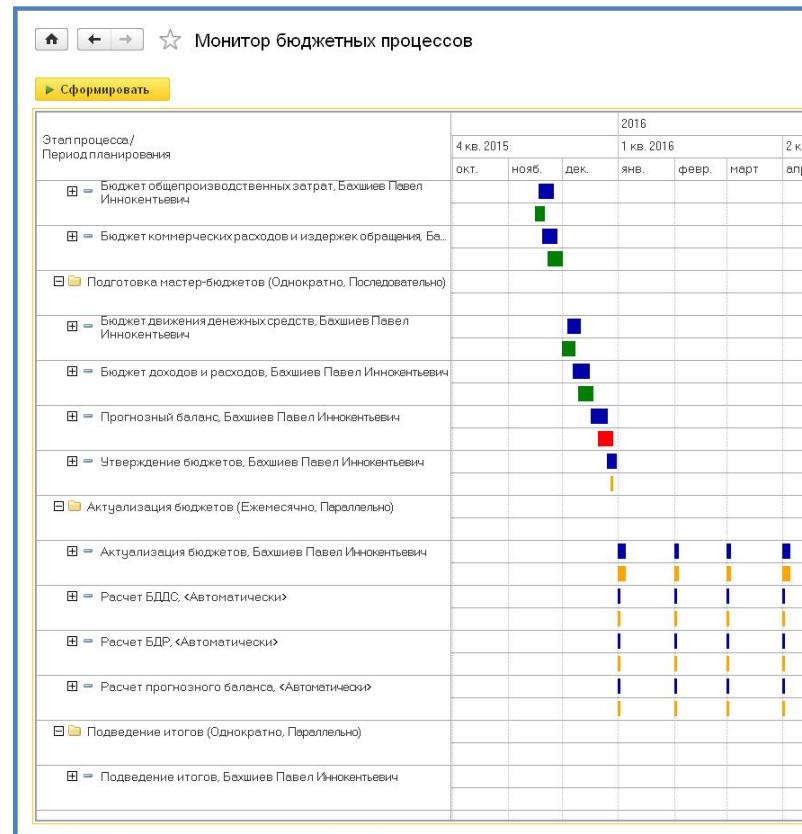 Монитор бюджетных процессов
Сформировать
Этап процесса/
Период планирования
2016
4 кв. 2015
1 кв. 2016
2 к
окт.
нояб.
дек.
янв.
февр.
март
апр
Бюджет общепроизводственных затрат, Бахшиев Павел
Иннокентьевич
Бюджет коммерческих расходов и издержек обращения, Ба...
Подготовка мастер-бюджетов (Однократно, Последовательно)
Бюджет движения денежных средств, Бахшиев Павел
Иннокентьевич
Бюджет доходов и расходов, Бахшиев Павел Иннокентьевич
Прогнозный баланс, Бахшиев Павел Иннокентьевич
Утверждение бюджетов, Бахшиев Павел Иннокентьевич
Актуализация бюджетов (Ежемесячно, Параллельно)
Актуализация бюджетов, Бахшиев Павел Иннокентьевич
Расчет БДДС, <Автоматически>
Расчет БДР, <Автоматически>
Расчет прогнозного баланса, <Автоматически>
Подведение итогов (Однократно, Параллельно)
Подведение итогов, Бахшиев Павел Иннокентьевич